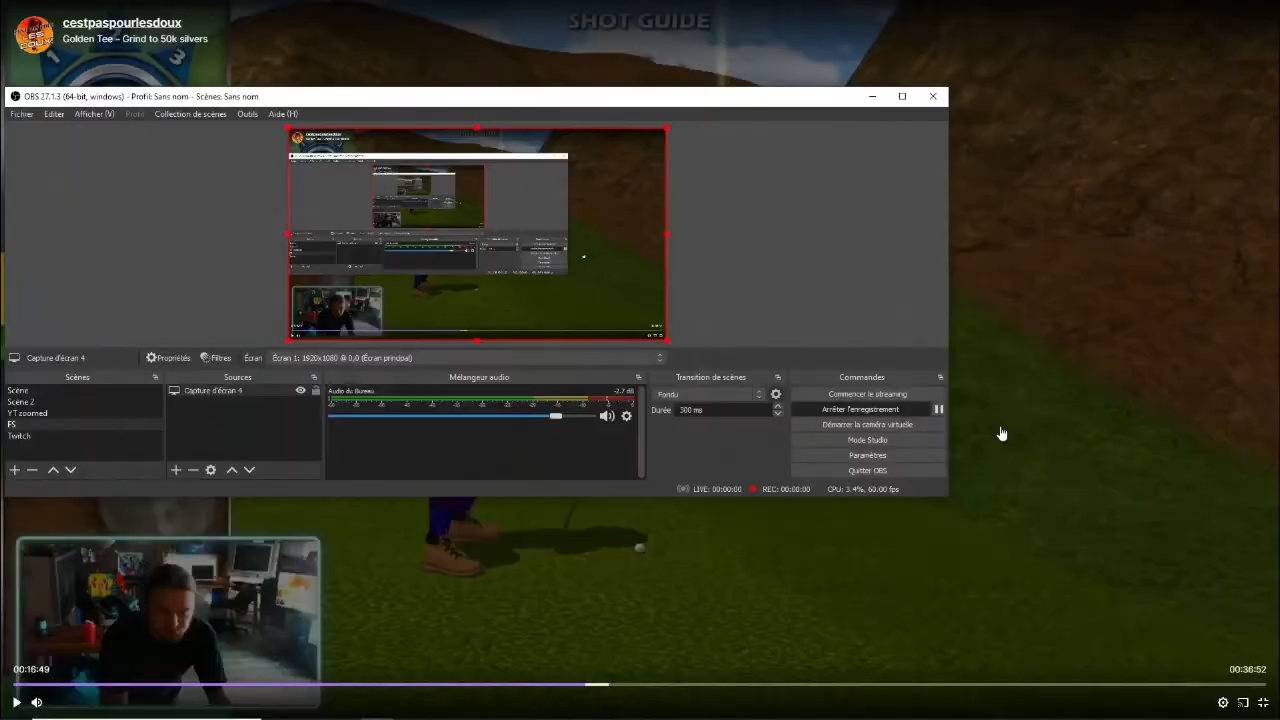 SHOT GUIDE
cestpaspourlesdoux
Golden Tee - Grind to 50k silvers
1
3
OBS 27.1.3 (64-bit, windows) - Profil: Sans nom - Scènes: Sans nom
Fichier Editer Afficher (V) Profil Collection de scènes Outils Aide (H)
Capture d'écran 4
Propriétés
Filtres
Écran
Écran 1: 1920x1080 @ 0,0 (Écran principal)
Scènes
Scène
Scène 2
YT zoomed
FS
Twitch
Sources
Capture d'écran 4
Mélangeur audio
Audio du Bureau
-2.7 dB
Transition de scènes
Fondu
Durée
300 ms
Commandes
Commencer le streaming
Arrêter l'enregistrement
Démarrer la caméra virtuelle
Mode Studio
Paramètres
Quitter OBS
LIVE: 00:00:00
REC: 00:00:00
CPU: 3.4%, 60.00 fps
00:16:49
00:36:52